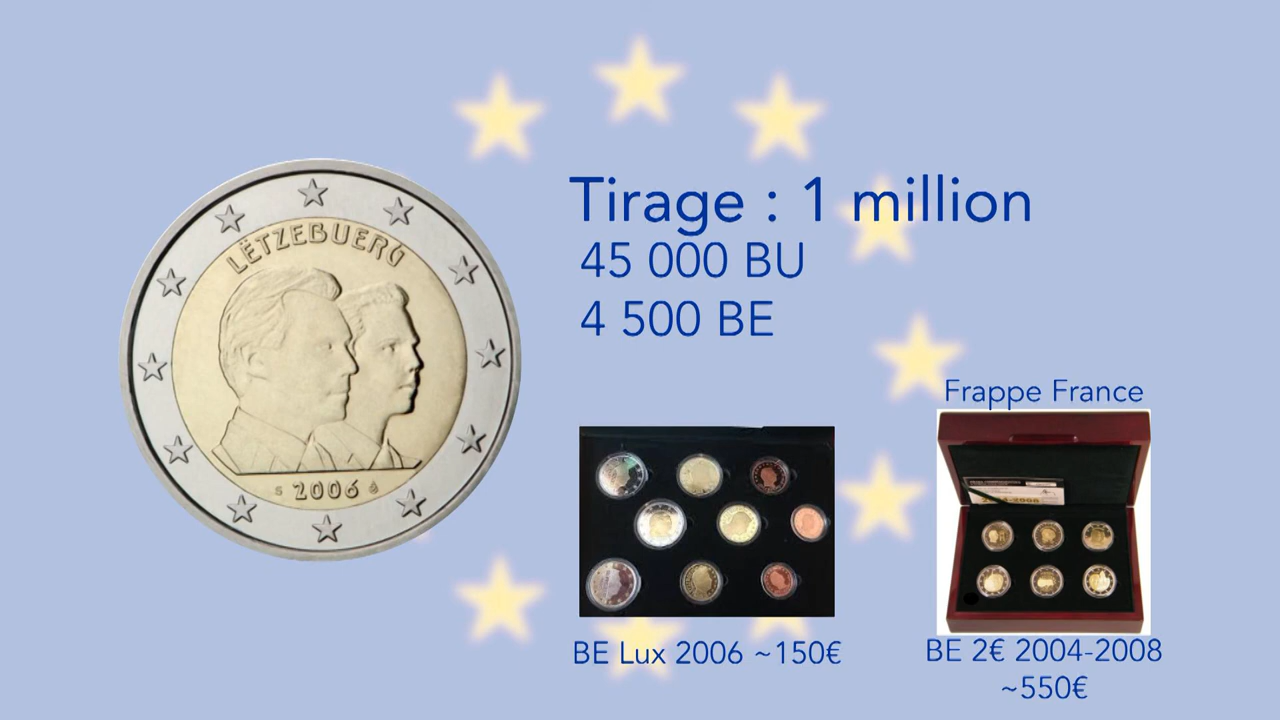 Tirage : 1 million
45 000 BU
4 500 BE
LËTZEBUERG
S 2006
Frappe France
BE Lux 2006 ~150€
BE 2€ 2004-2008
~550€